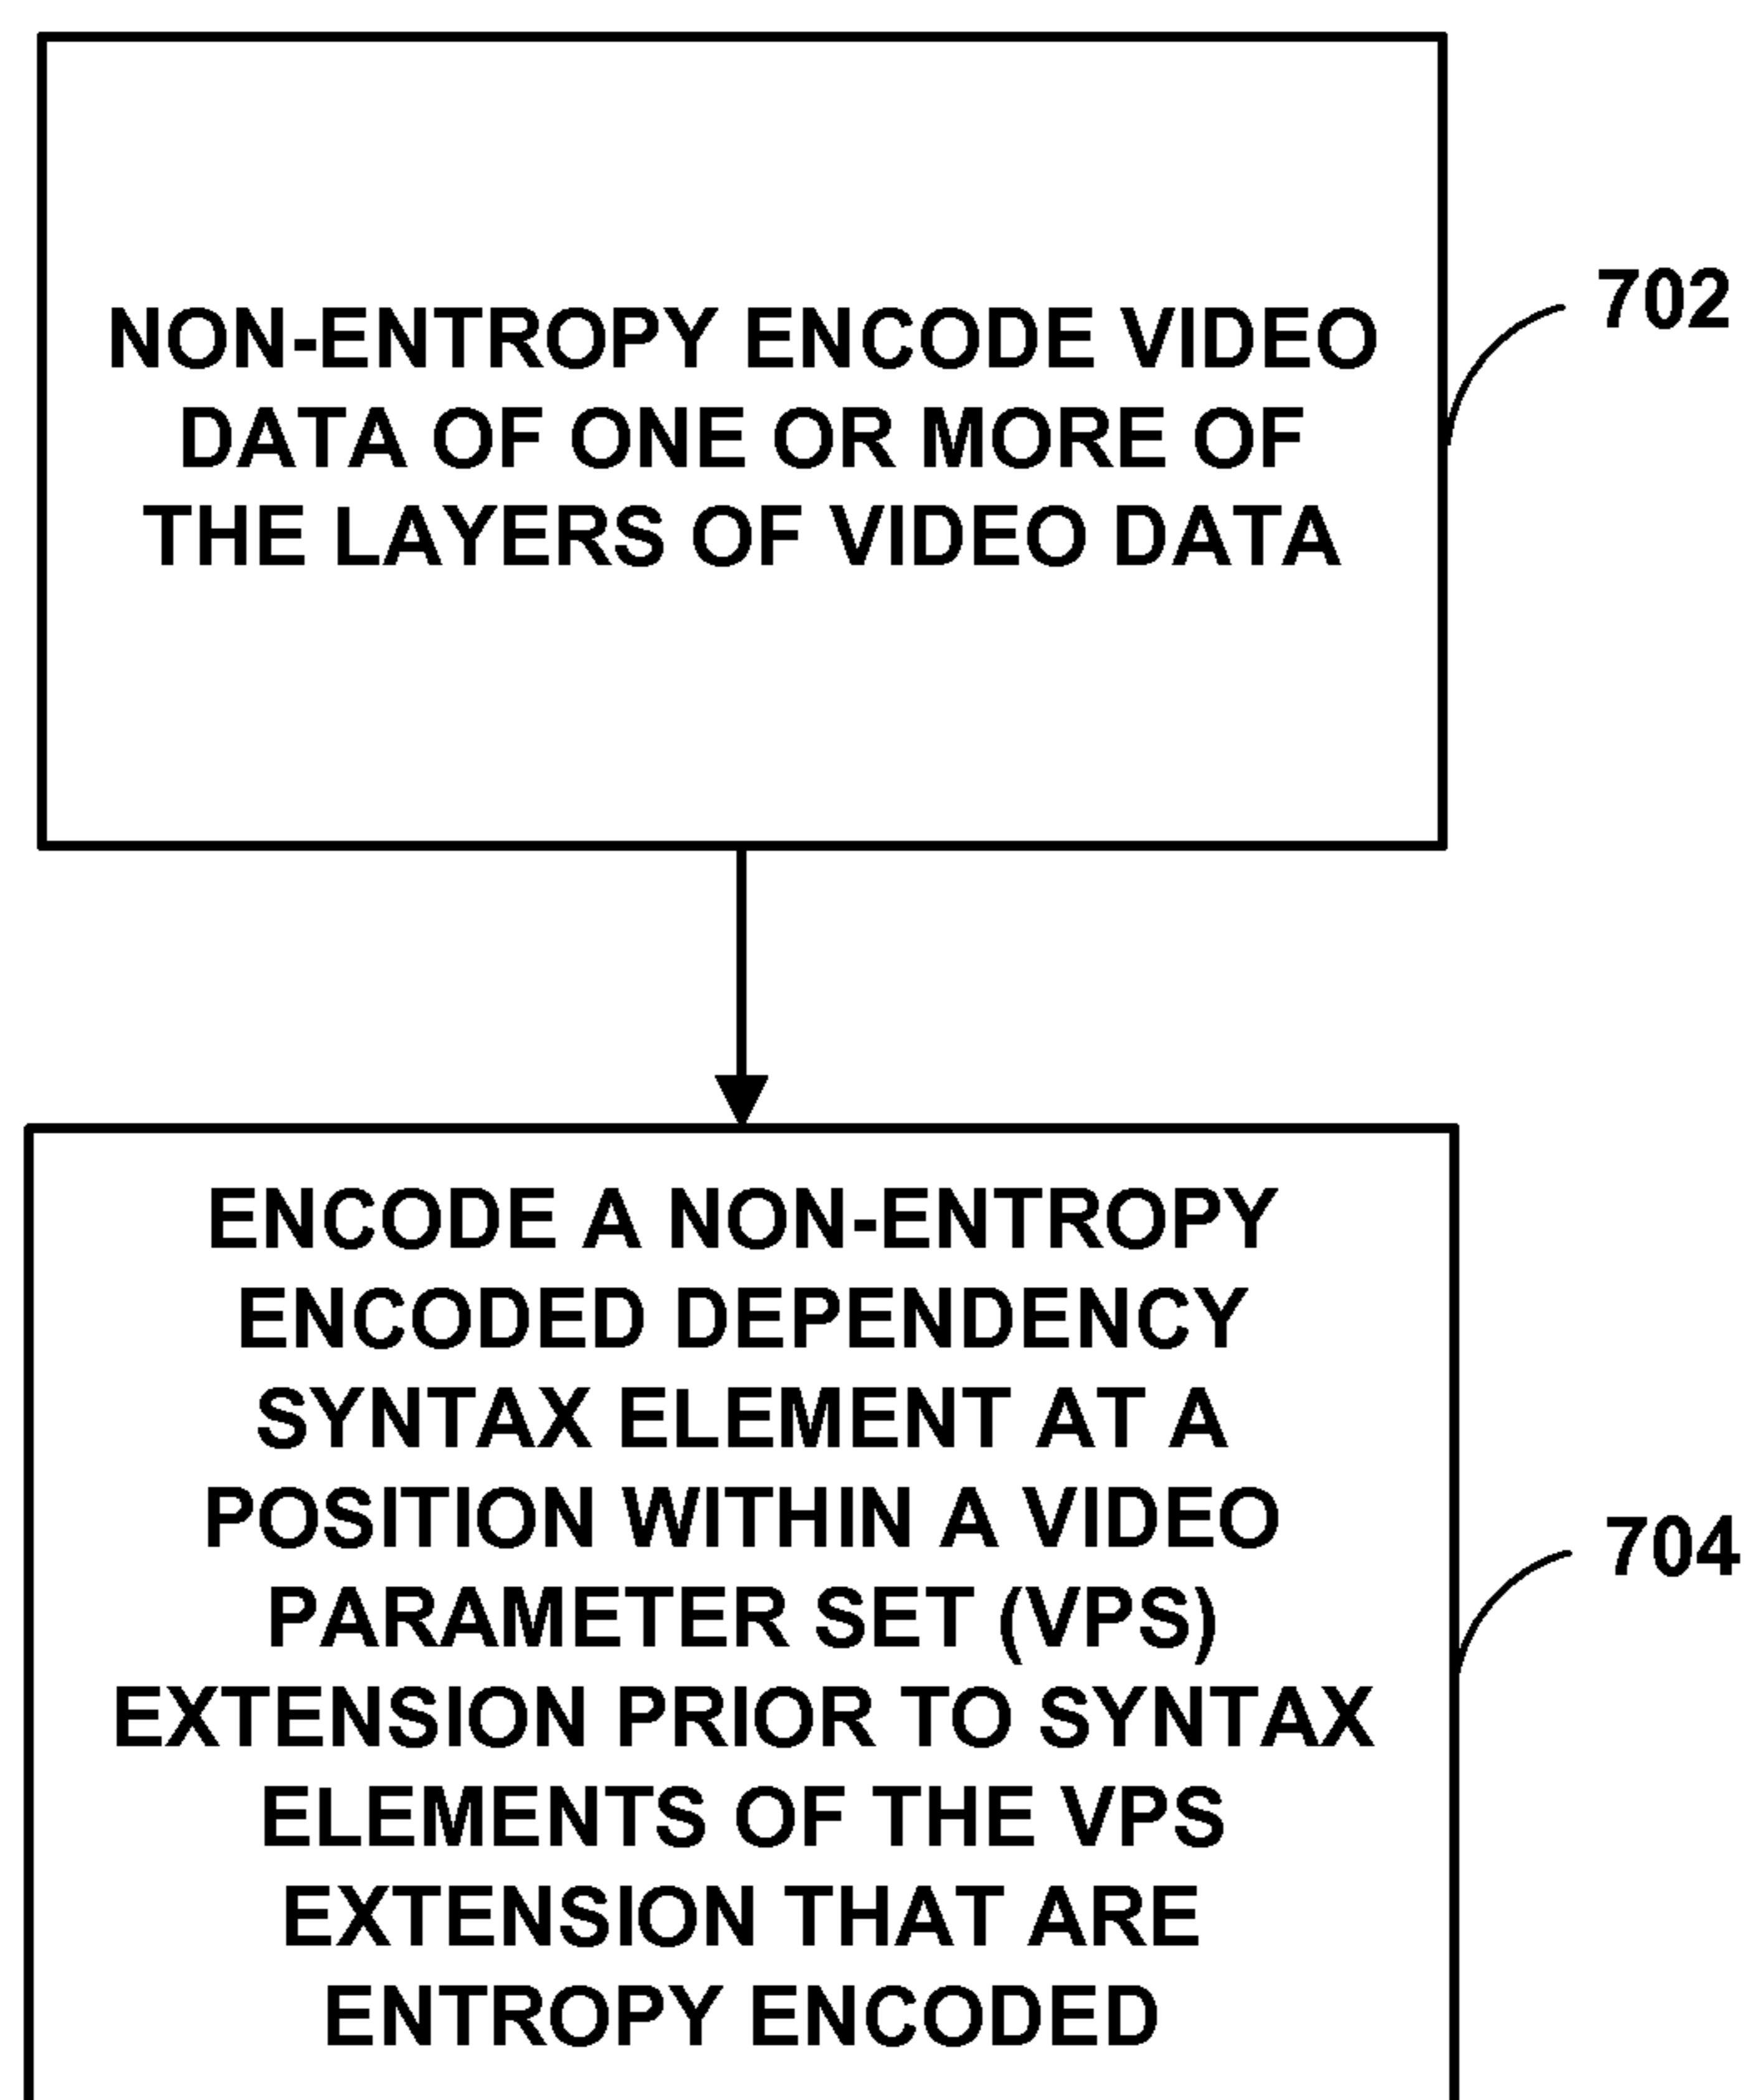 NON-ENTROPY ENCODE VIDEO
DATA OF ONE OR MORE OF
THE LAYERS OF VIDEO DATA
702
ENCODE A NON-ENTROPY
ENCODED DEPENDENCY
SYNTAX ELEMENT AT A
POSITION WITHIN A VIDEO
PARAMETER SET (VPS)
EXTENSION PRIOR TO SYNTAX
ELEMENTS OF THE VPS
EXTENSION THAT ARE
ENTROPY ENCODED
704